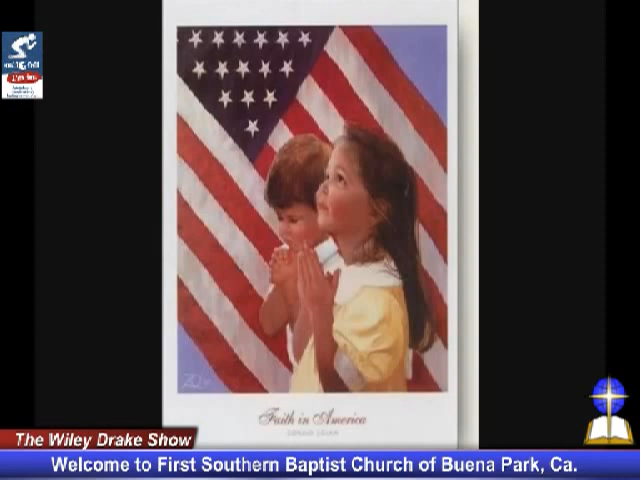 Faith in America
The Wiley Drake Show
Welcome to First Southern Baptist Church of Buena Park, Ca.